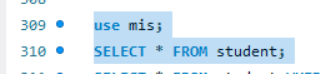 309 use mis;
310 SELECT * FROM student;